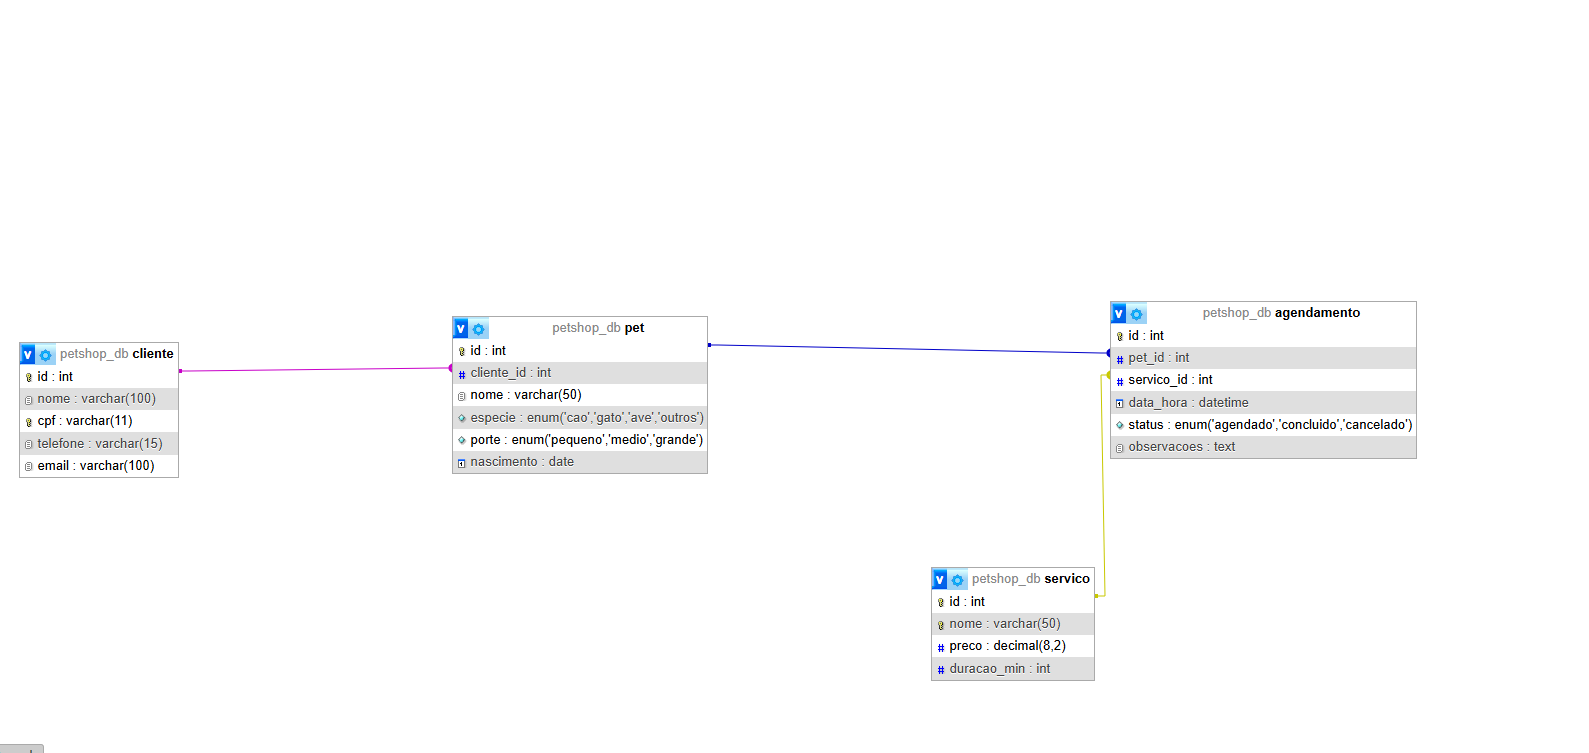 petshop_db cliente
id : int
nome : varchar(100)
cpf : varchar(11)
telefone : varchar(15)
email : varchar(100)
petshop_db pet
id : int
cliente_id : int
nome : varchar(50)
especie : enum('cao','gato','ave','outros')
porte : enum('pequeno','medio','grande')
nascimento : date
petshop_db agendamento
id : int
pet_id : int
servico_id : int
data_hora : datetime
status : enum('agendado','concluido','cancelado')
observacoes : text
petshop_db servico
id : int
nome : varchar(50)
preco : decimal(8,2)
duracao_min : int